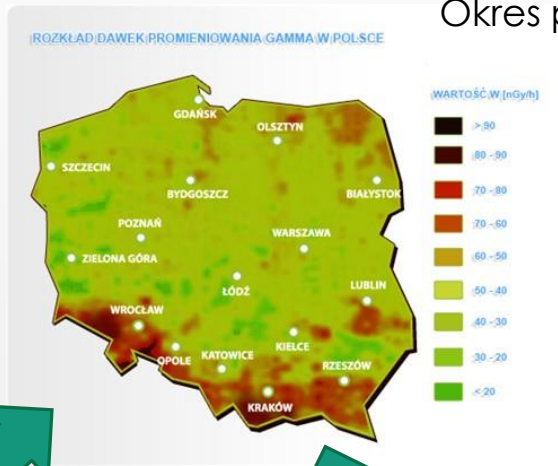 Okres p
ROZKŁAD DAWEK PROMIENIOWANIA GAMMA W POLSCE
WARTOŚĆ W [nGy/h]
> 90
80 - 90
70 - 80
70 - 60
60 - 50
50 - 40
40 - 30
30 - 20
< 20
GDAŃSK
OLSZTYN
SZCZECIN
BYDGOSZCZ
BIAŁYSTOK
POZNAŃ
WARSZAWA
ZIELONA GÓRA
ŁÓDŹ
LUBLIN
WROCŁAW
KIELCE
OPOLE
KATOWICE
RZESZÓW
KRAKÓW